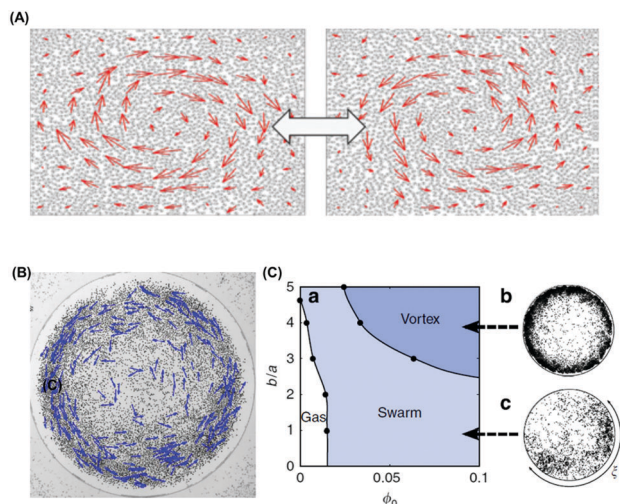 (A)
(B)
(C)
(C)
a
b/a
5
4
3
2
1
0
Vortex
Gas
Swarm
0
0.05
0.1
ϕ₀
b
c
ξ